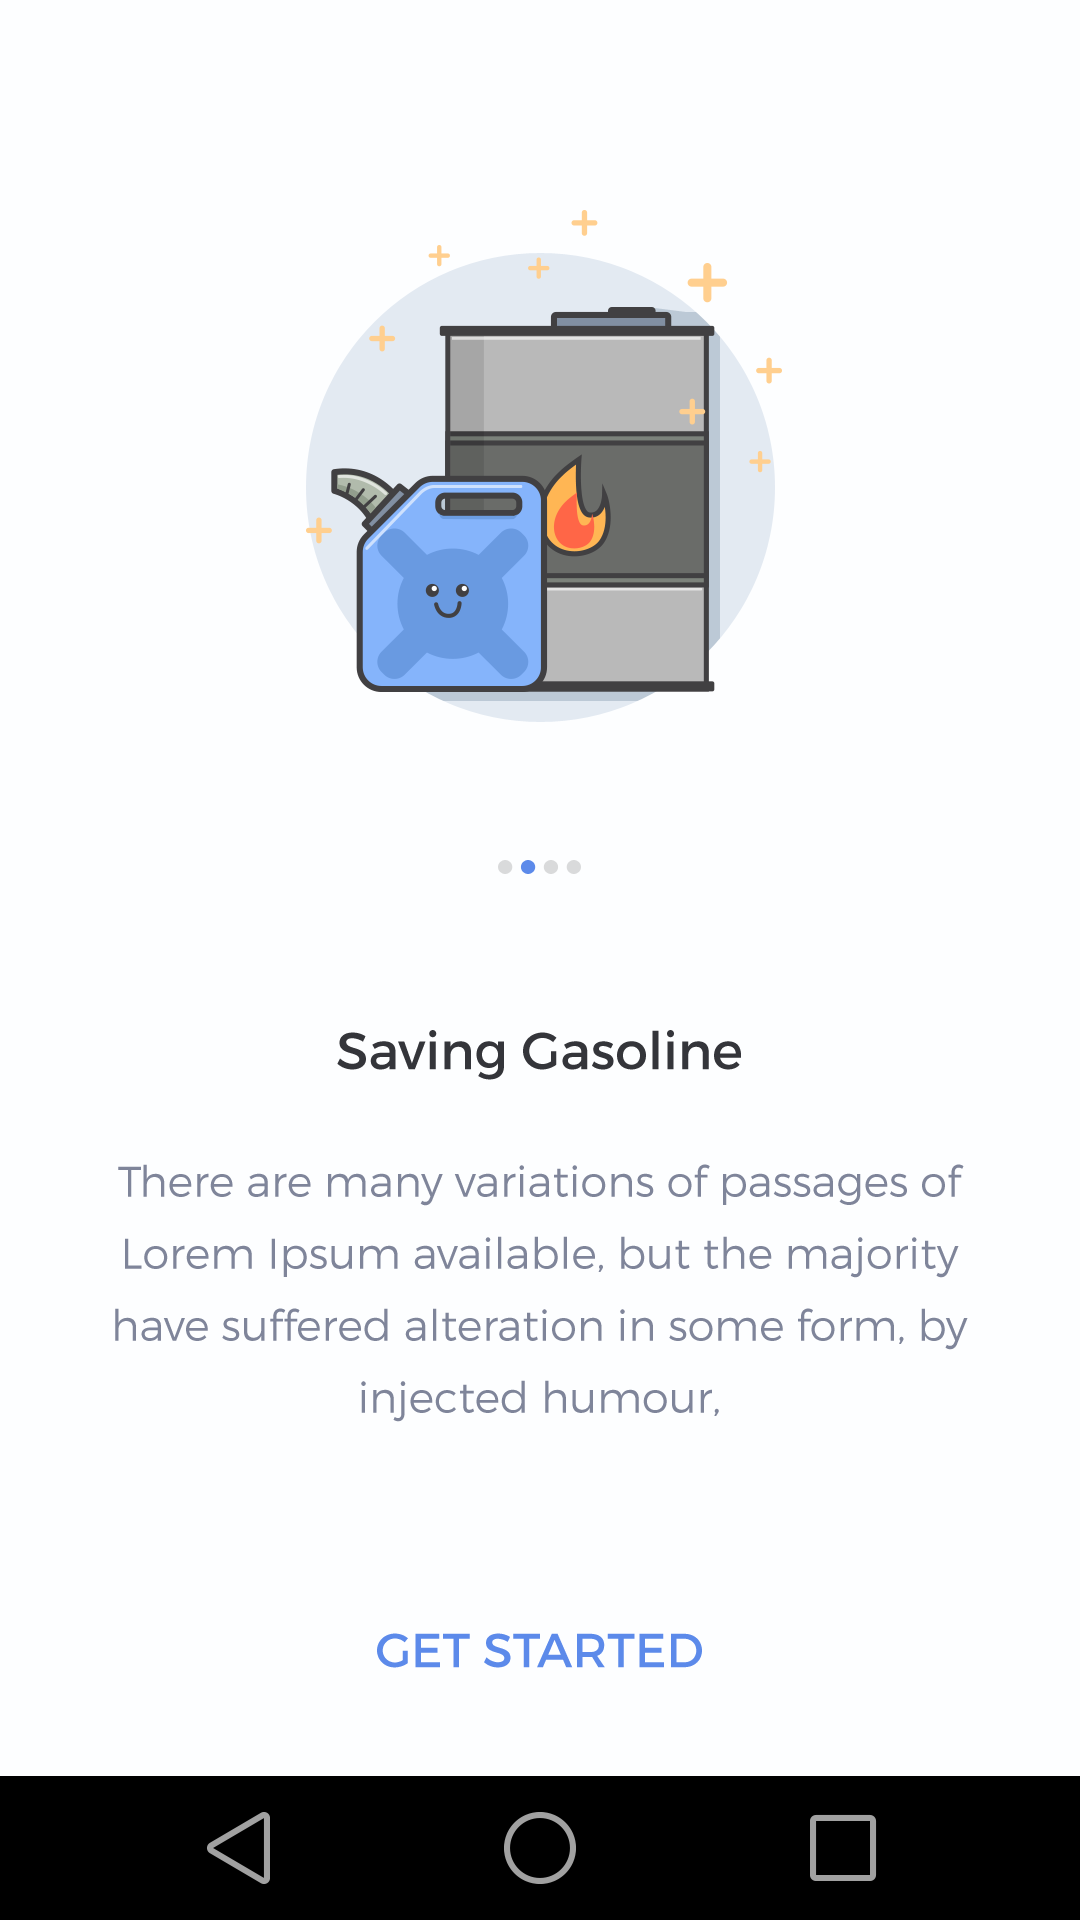 Saving Gasoline
There are many variations of passages of
Lorem Ipsum available, but the majority
have suffered alteration in some form, by
injected humour,
GET STARTED